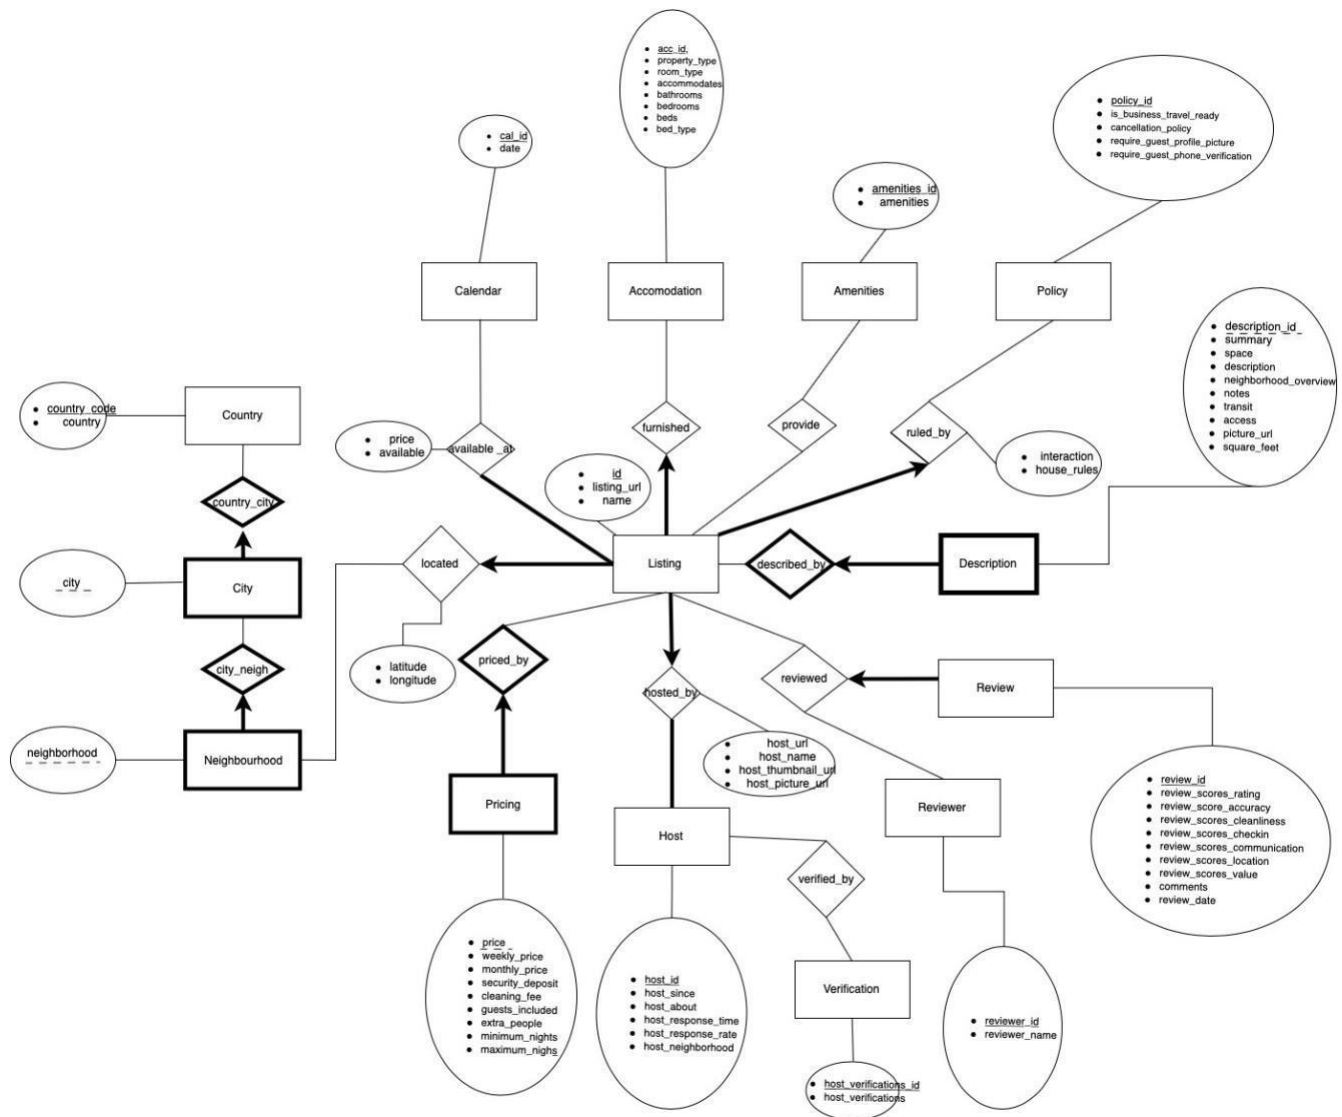 acc_id,
property_type
room_type
accommodates
bathrooms
bedrooms
beds
bed_type
policy_id
is_business_travel_ready
cancellation_policy
require_guest_profile_picture
require_guest_phone_verification
cal_id
date
amenities_id
amenities
Calendar
Accomodation
Amenities
Policy
description_id
summary
space
description
neighborhood_overview
notes
transit
access
picture_url
square_feet
country_code
country
Country
price
available
available _at
furnished
provide
ruled_by
interaction
house_rules
id
listing_url
name
country_city
city
City
located
Listing
described_by
Description
city_neigh
latitude
longitude
priced_by
hosted_by
reviewed
Review
neighborhood
Neighbourhood
host_url
host_name
host_thumbnail_url
host_picture_url
Pricing
Host
Reviewer
review_id
review_scores_rating
review_score_accuracy
review_scores_cleanliness
review_scores_checkin
review_scores_communication
review_scores_location
review_scores_value
comments
review_date
verified_by
price
weekly_price
monthly_price
security_deposit
cleaning_fee
guests_included
extra_people
minimum_nights
maximum_nighs
host_id
host_since
host_about
host_response_time
host_response_rate
host_neighborhood
Verification
reviewer_id
reviewer_name
host_verifications_id
host_verifications